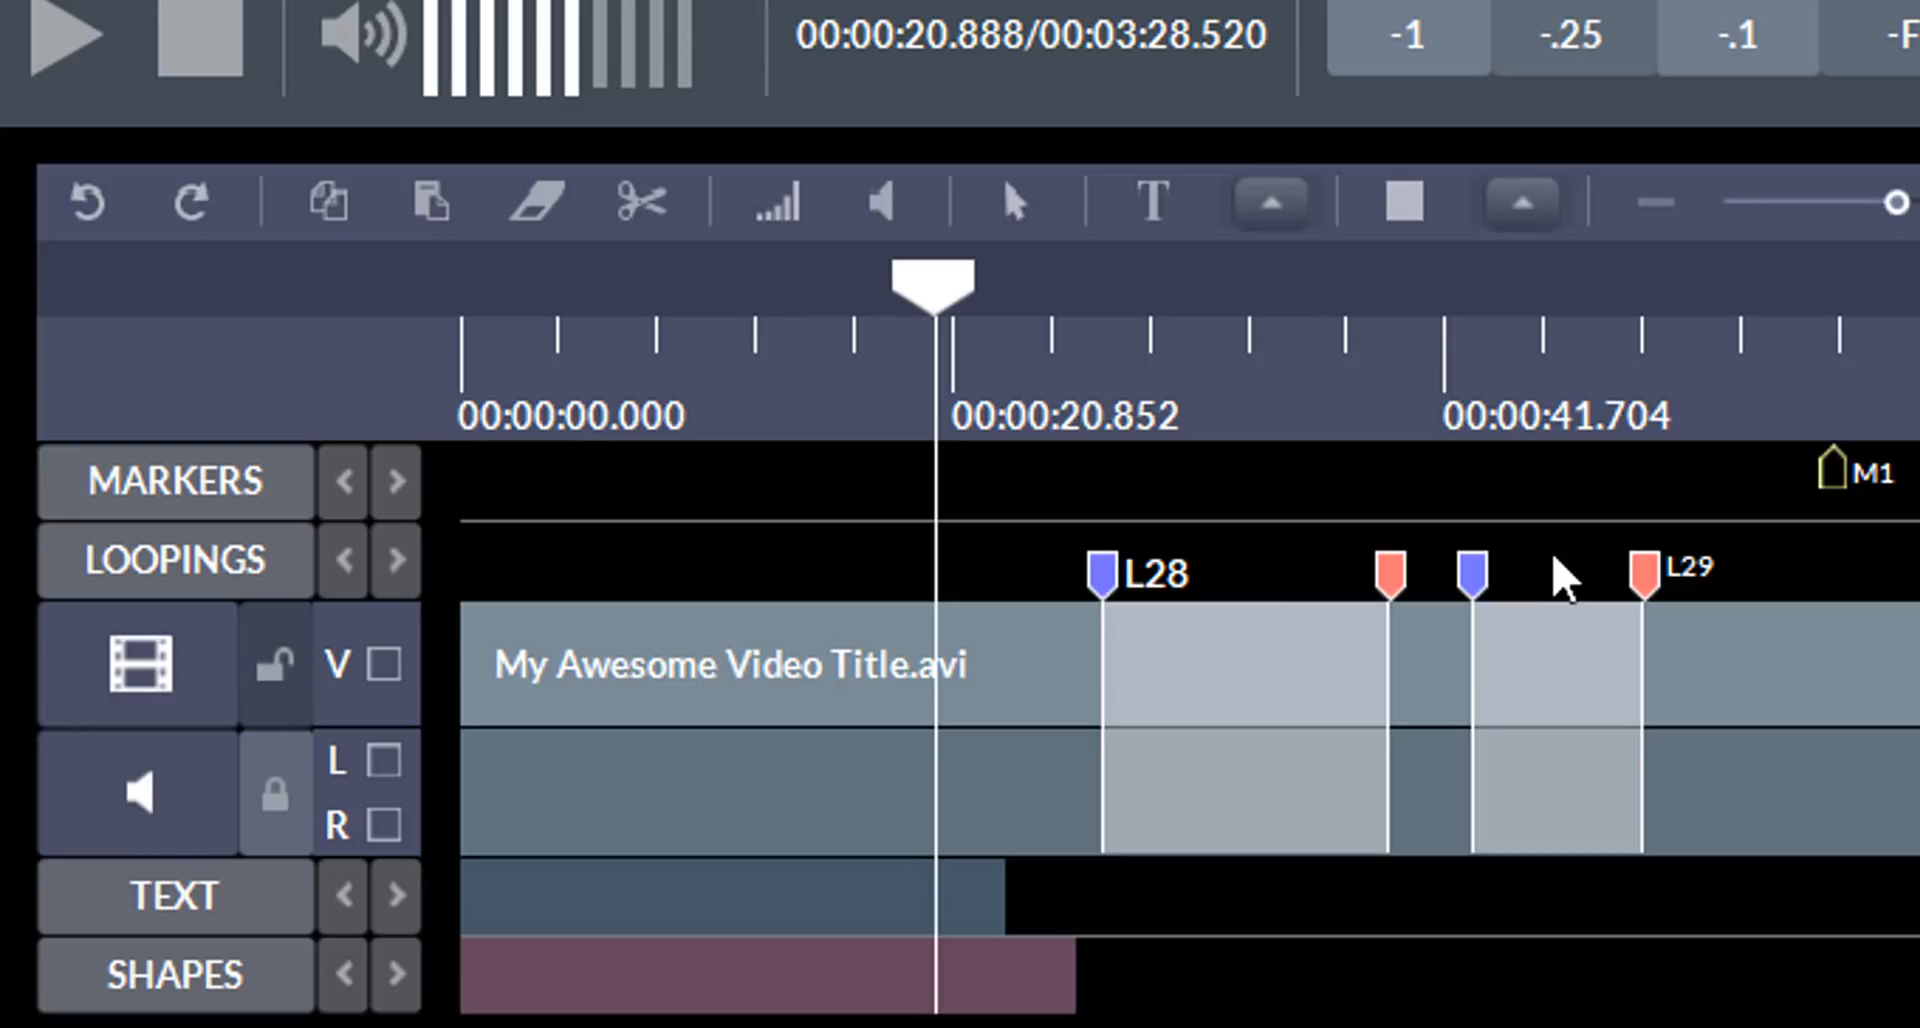 00:00:20.888/00:03:28.520
-1
-.25
-.1
-F
T
00:00:00.000
00:00:20.852
00:00:41.704
MARKERS
M1
LOOPINGS
L28
L29
V
My Awesome Video Title.avi
L
R
TEXT
SHAPES